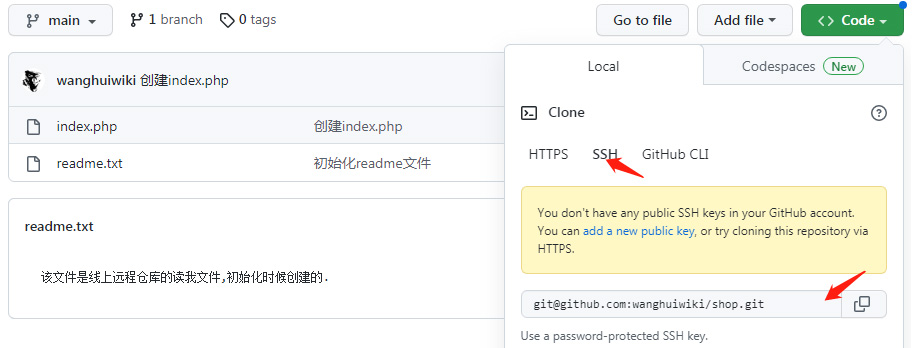 main
1 branch
0 tags
Go to file
Add file
Code
wanghuiwiki 创建index.php
index.php 创建index.php
readme.txt 初始化readme文件
readme.txt
该文件是线上远程仓库的读我文件,初始化时候创建的.
Local
Codespaces New
Clone
HTTPS SSH GitHub CLI
You don't have any public SSH keys in your GitHub account.
You can add a new public key, or try cloning this repository via
HTTPS.
git@github.com:wanghuiwiki/shop.git
Use a password-protected SSH key.